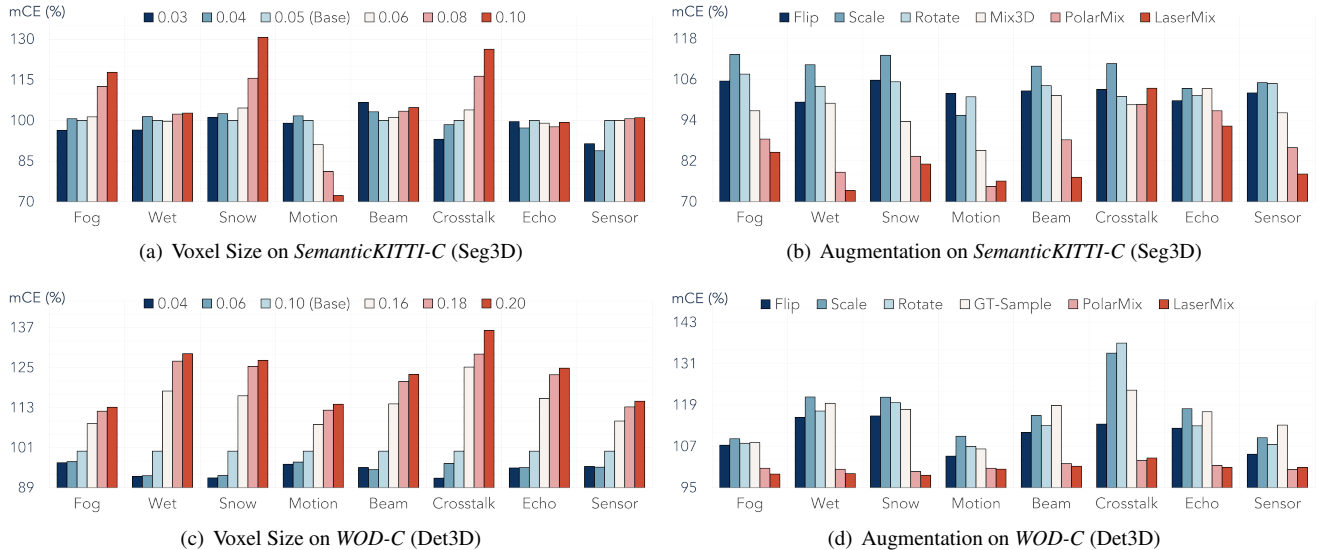 mCE (%) 0.03 0.04 0.05 (Base) 0.06 0.08 0.10
130
115
100
85
70
Fog Wet Snow Motion Beam Crosstalk Echo Sensor
(a) Voxel Size on SemanticKITTI-C (Seg3D)
mCE (%) Flip Scale Rotate Mix3D PolarMix LaserMix
118
106
94
82
70
Fog Wet Snow Motion Beam Crosstalk Echo Sensor
(b) Augmentation on SemanticKITTI-C (Seg3D)
mCE (%) 0.04 0.06 0.10 (Base) 0.16 0.18 0.20
137
125
113
101
89
Fog Wet Snow Motion Beam Crosstalk Echo Sensor
(c) Voxel Size on WOD-C (Det3D)
mCE (%) Flip Scale Rotate GT-Sample PolarMix LaserMix
143
131
119
107
95
Fog Wet Snow Motion Beam Crosstalk Echo Sensor
(d) Augmentation on WOD-C (Det3D)